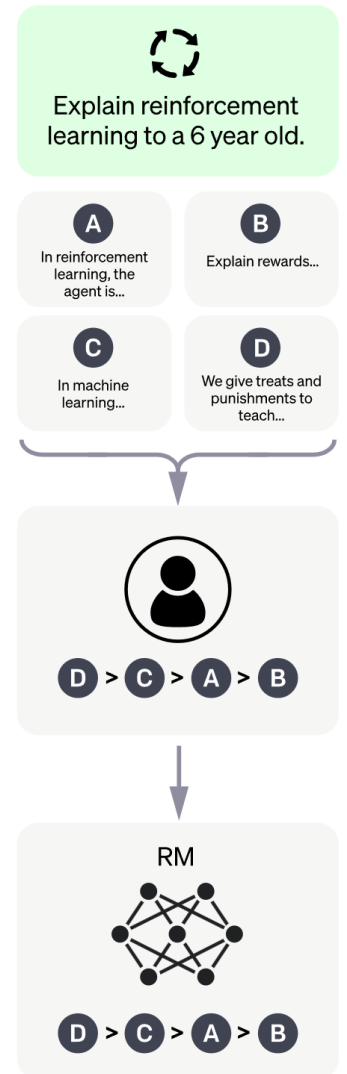 Explain reinforcement
learning to a 6 year old.
A
In reinforcement
learning, the
agent is...
B
Explain rewards...
C
In machine
learning...
D
We give treats and
punishments to
teach...
D > C > A > B
RM
D > C > A > B